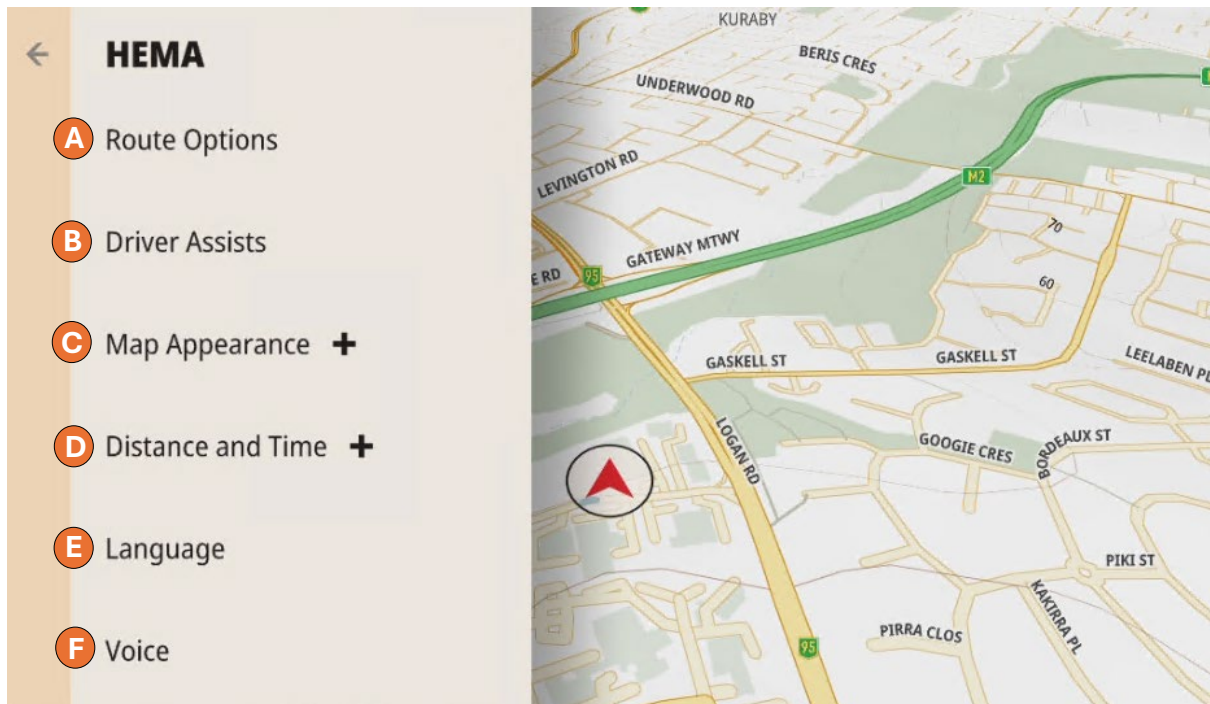 HEMA
A Route Options
B Driver Assists
C Map Appearance +
D Distance and Time +
E Language
F Voice
KURABY
BERIS CRES
UNDERWOOD RD
LEVINGTON RD
M2
GATEWAY MTWY
70
E RD
95
60
GASKELL ST
GASKELL ST
LEELABEN PL
LOGAN RD
GOOGIE CRES
BORDEAUX ST
PIKI ST
KAKIRRA PL
PIRRA CLOS
95